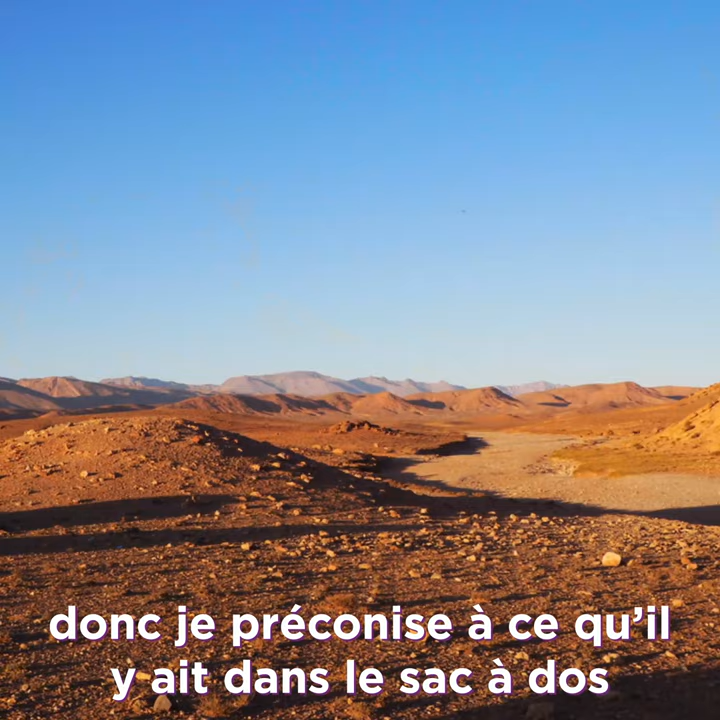 donc je préconise à ce qu’il
y ait dans le sac à dos